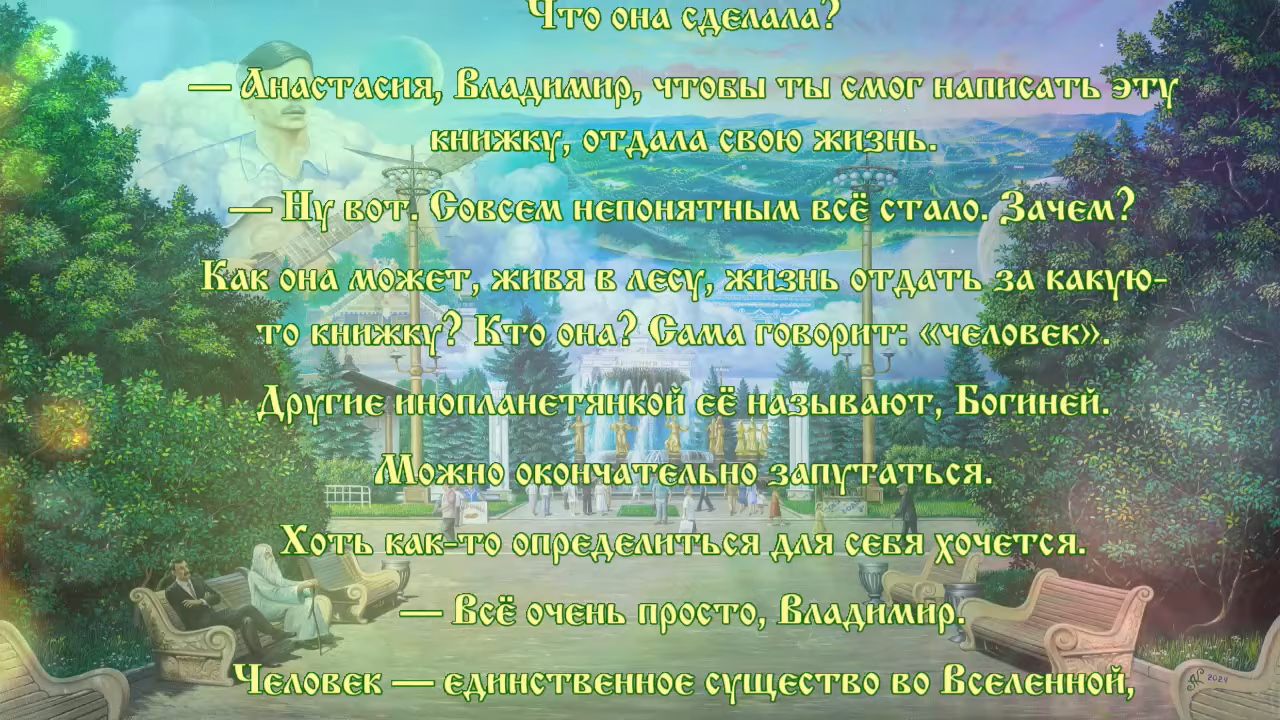 Что она сделала?
— Анастасия, Владимир, чтобы ты смог написать эту
книжку, отдала свою жизнь.
— Ну вот. Совсем непонятным всё стало. Зачем?
Как она может, живя в лесу, жизнь отдать за какую-
то книжку? Кто она? Сама говорит: «человек».
Другие инопланетянкой её называют, Богиней.
Можно окончательно запутаться.
Хоть как-то определиться для себя хочется.
— Всё очень просто, Владимир.
Человек — единственное существо во Вселенной,
2024